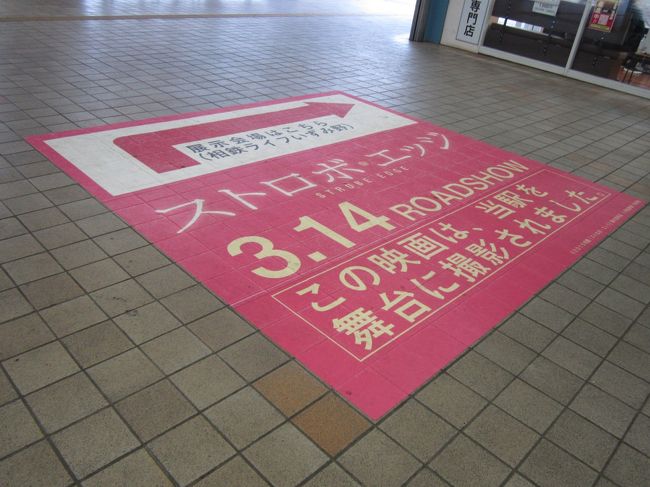 展示会場はこちら
(相鉄ライフいずみ野)
ストロボ・エッジ
STROBE EDGE
3.14 ROADSHOW
この映画は、当駅を
舞台に撮影されました。
専門店